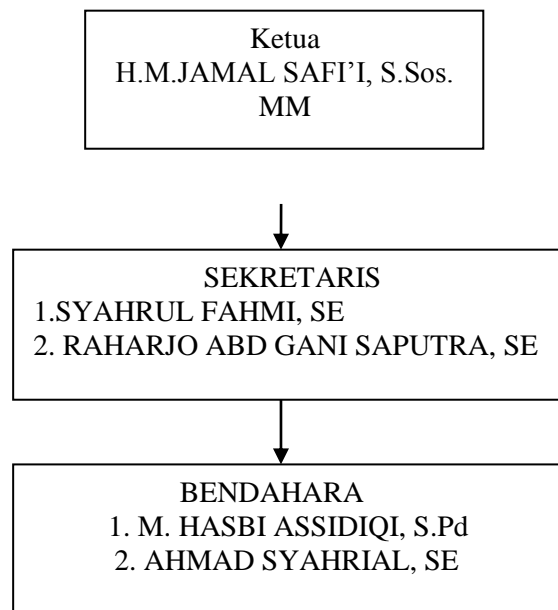 Ketua
H.M.JAMAL SAFI’I, S.Sos.
MM
SEKRETARIS
1.SYAHRUL FAHMI, SE
2. RAHARJO ABD GANI SAPUTRA, SE
BENDAHARA
1. M. HASBI ASSIDIQI, S.Pd
2. AHMAD SYAHRIAL, SE